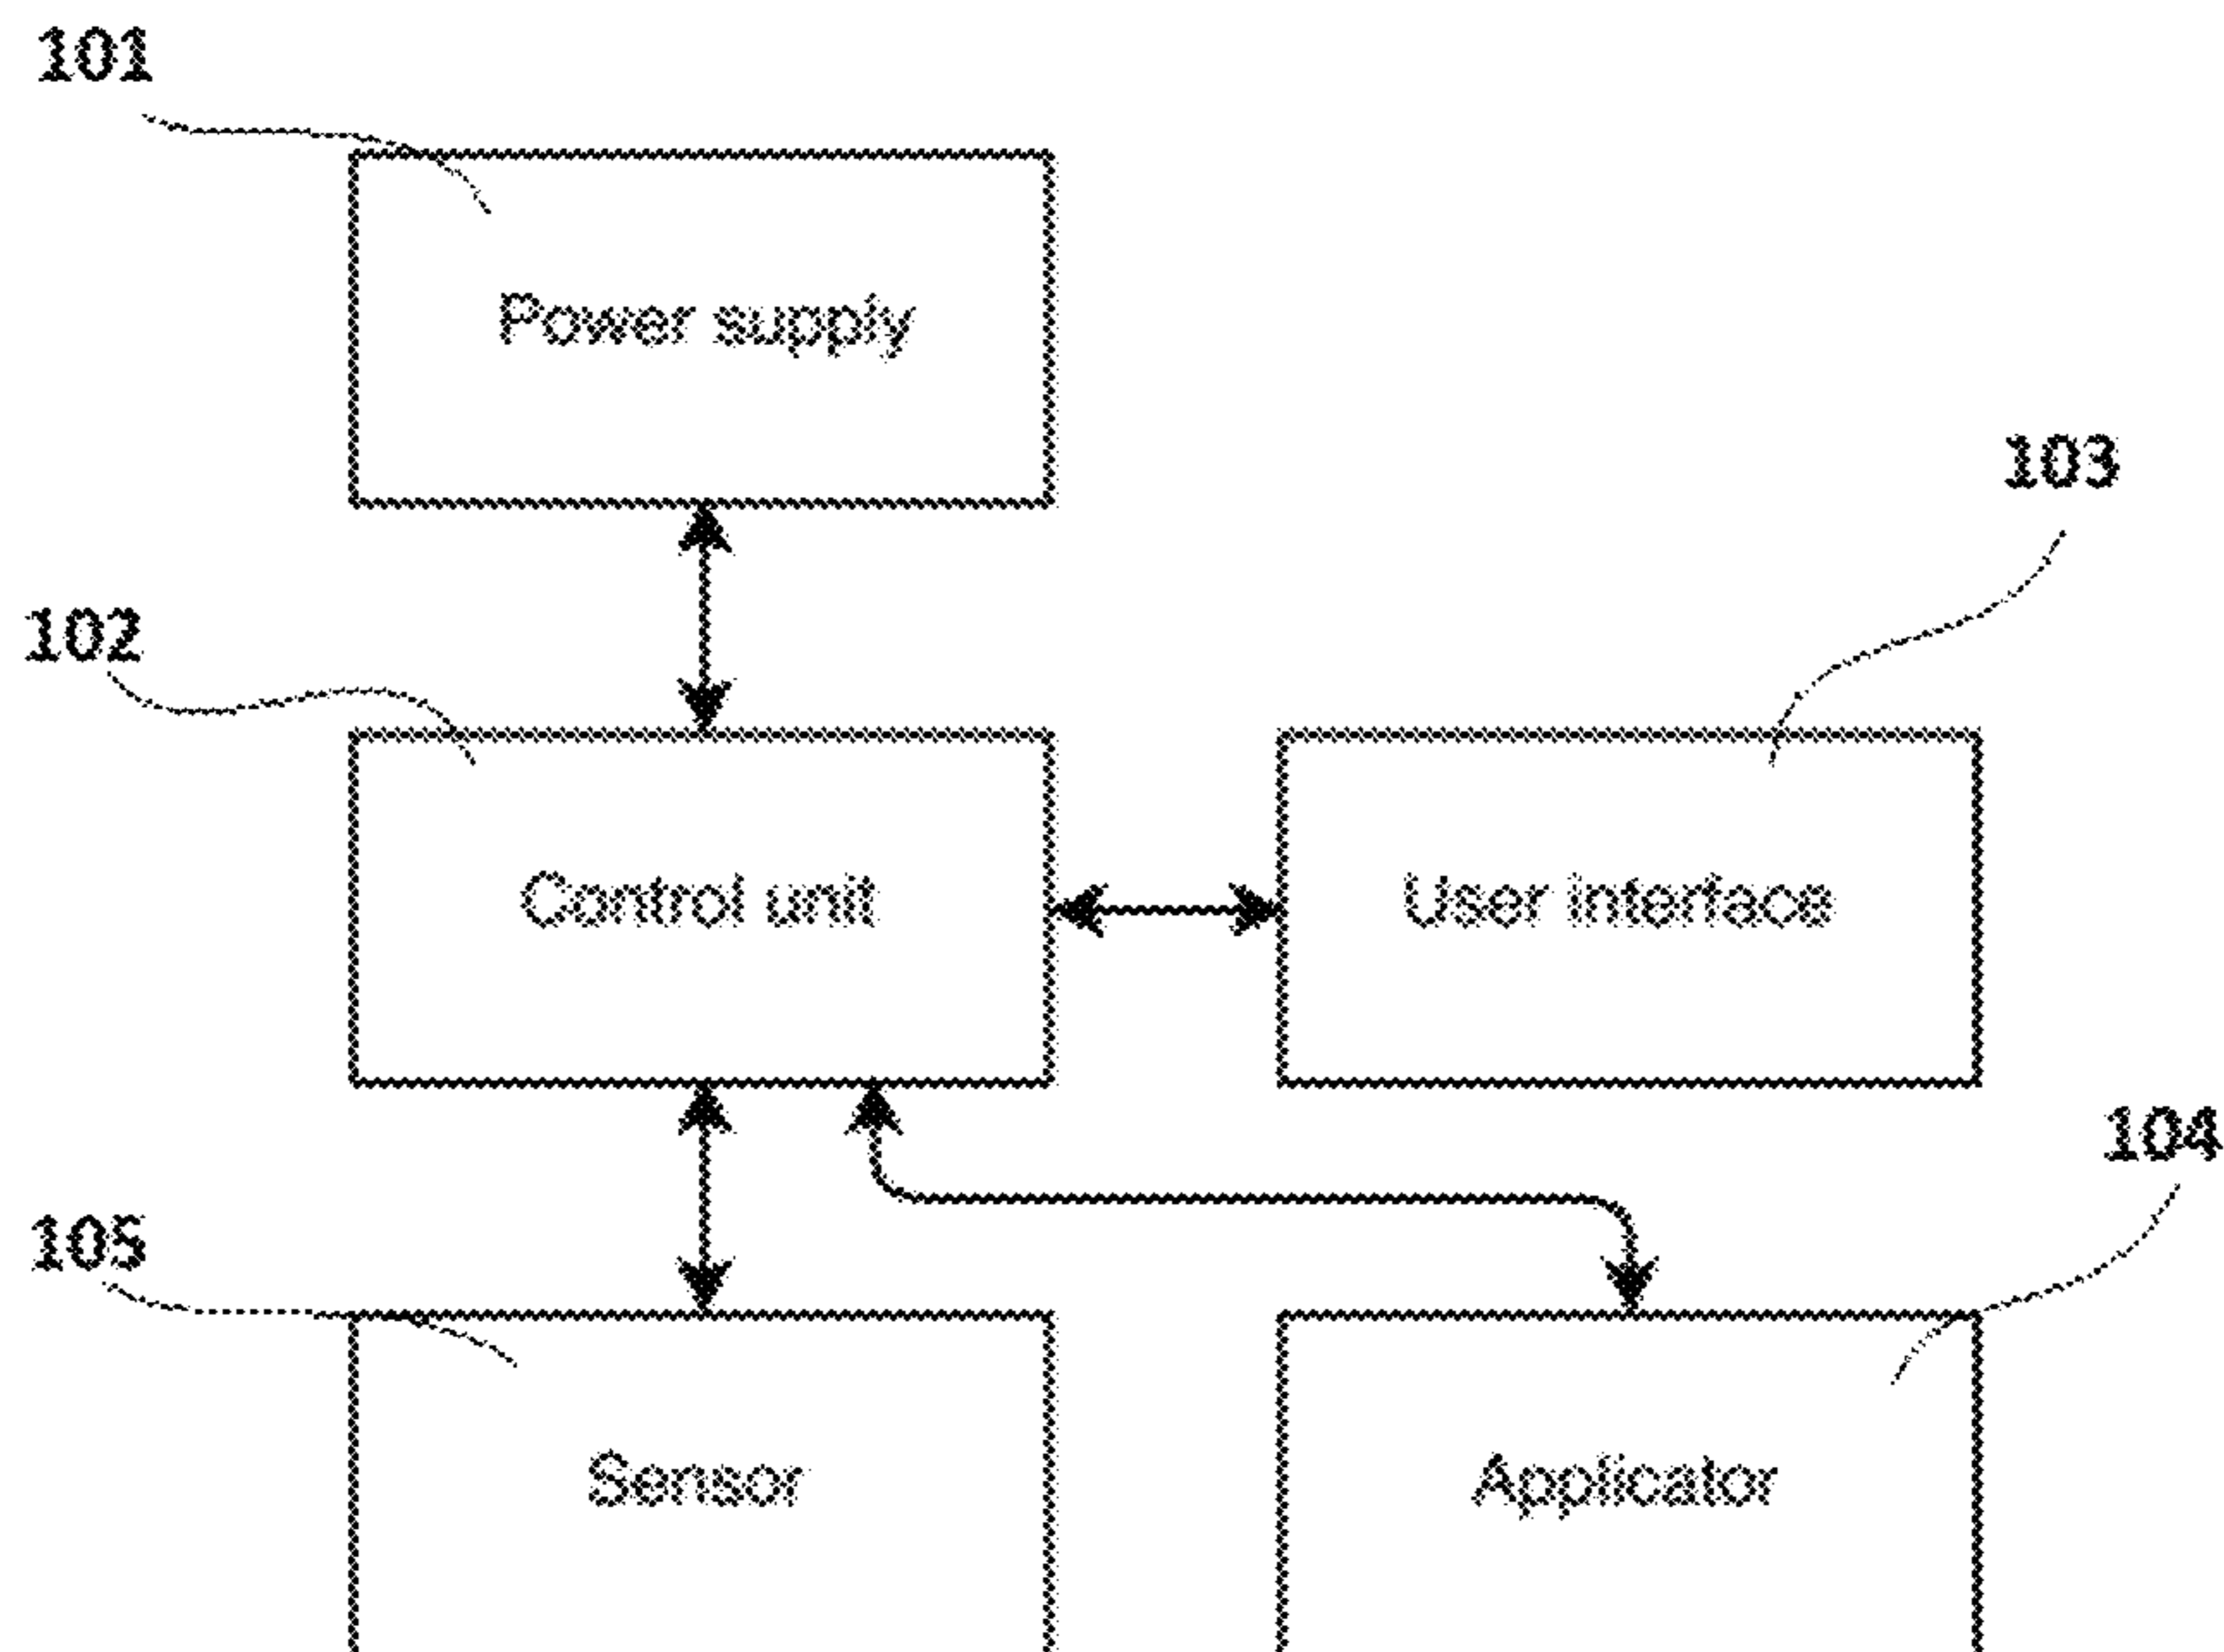 101
Power supply
103
102
Control unit
User interface
104
105
Sensor
Applicator